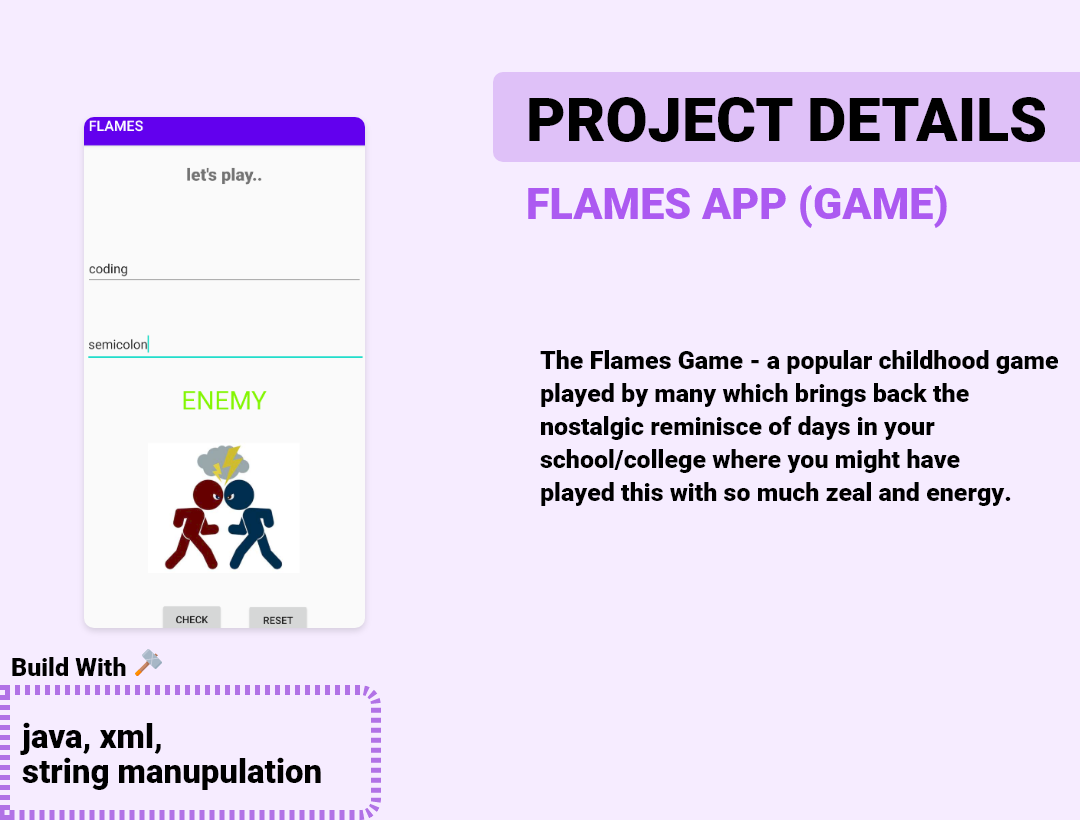 PROJECT DETAILS
FLAMES APP (GAME)
FLAMES
let's play..
coding
semicolon
ENEMY
CHECK
RESET
The Flames Game - a popular childhood game
played by many which brings back the
nostalgic reminisce of days in your
school/college where you might have
played this with so much zeal and energy.
Build With
java, xml,
string manupulation